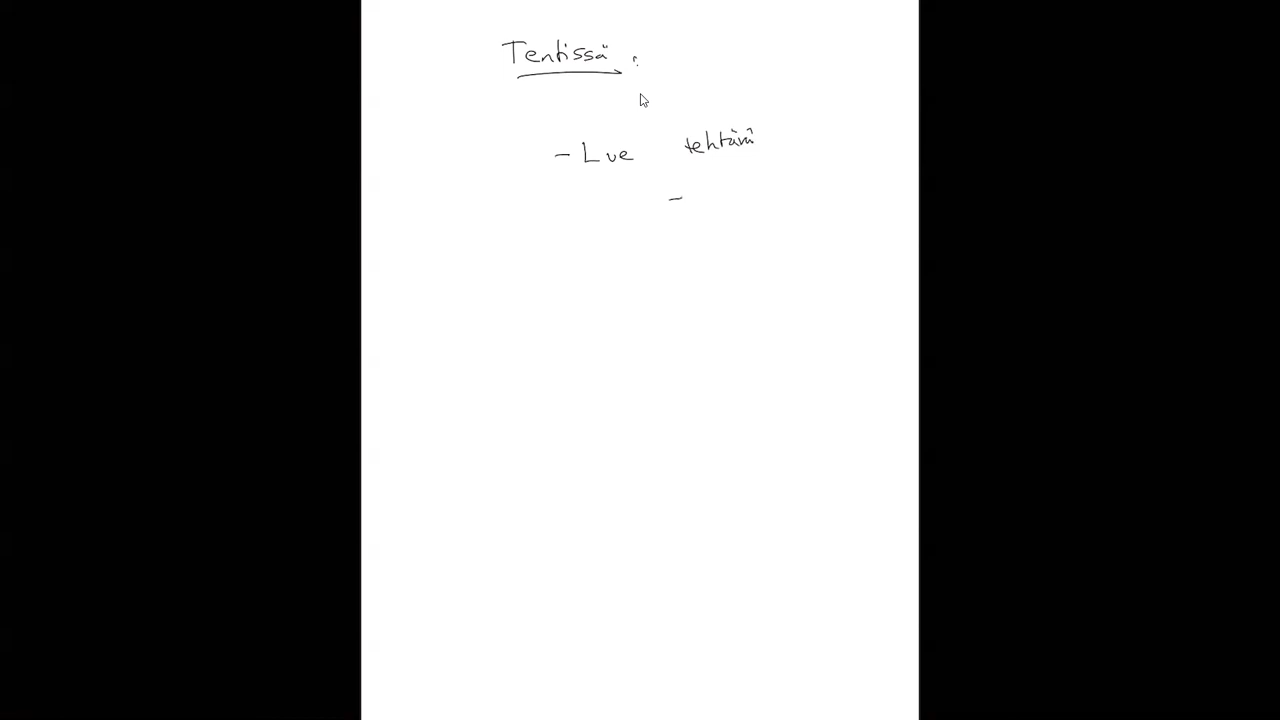 Tentissä :
- Lue tehtävä
-